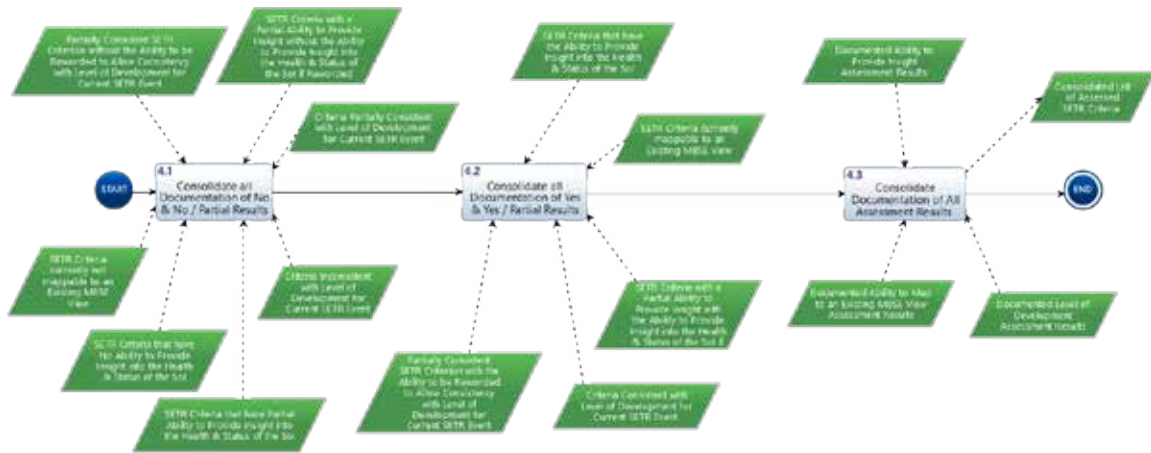 Partially Consistent SETR
Criterion without the Ability to be
Reworded to Allow Consistency
with Level of Development for
Current SETR Event
SETR Criteria with a
Partial Ability to Provide
Insight without the Ability
to Provide Insight into the
Health & Status of
the SoI if Reworded
Criteria Partially Consistent
with Level of Development
for Current SETR Event
SETR Criteria that have
the Ability to Provide
Insight into the Health
& Status of the SoI
SETR Criteria currently
mappable to an
Existing MBSE View
Documented Ability to
Provide Insight
Assessment Results
Consolidated List
of Assessed
SETR Criteria
START
4.1
Consolidate all
Documentation of No
& No / Partial Results
4.2
Consolidate all
Documentation of Yes
& Yes / Partial Results
4.3
Consolidate
Documentation of All
Assessment Results
END
SETR Criteria
currently not
mappable to an
Existing MBSE
View
Criteria Inconsistent
with Level of
Development for
Current SETR Event
SETR Criteria that have
No Ability to Provide
Insight into the Health
& Status of the SoI
SETR Criteria that have Partial
Ability to Provide Insight into
the Health & Status of the SoI
Partially Consistent
SETR Criterion with the
Ability to be Reworded
to Allow Consistency
with Level of
Development for
Current SETR Event
SETR Criteria with a
Partial Ability to
Provide Insight with
the Ability to Provide
Insight into the Health
& Status of the SoI if
Criteria Consistent with
Level of Development for
Current SETR Event
Documented Ability to Map
to an Existing MBSE View
Assessment Results
Documented Level of
Development
Assessment Results